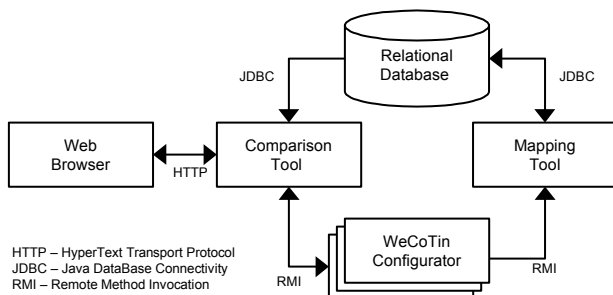 Relational
Database
JDBC
JDBC
Web
Browser
HTTP
Comparison
Tool
Mapping
Tool
WeCoTin
Configurator
RMI
RMI
HTTP – HyperText Transport Protocol
JDBC – Java DataBase Connectivity
RMI – Remote Method Invocation